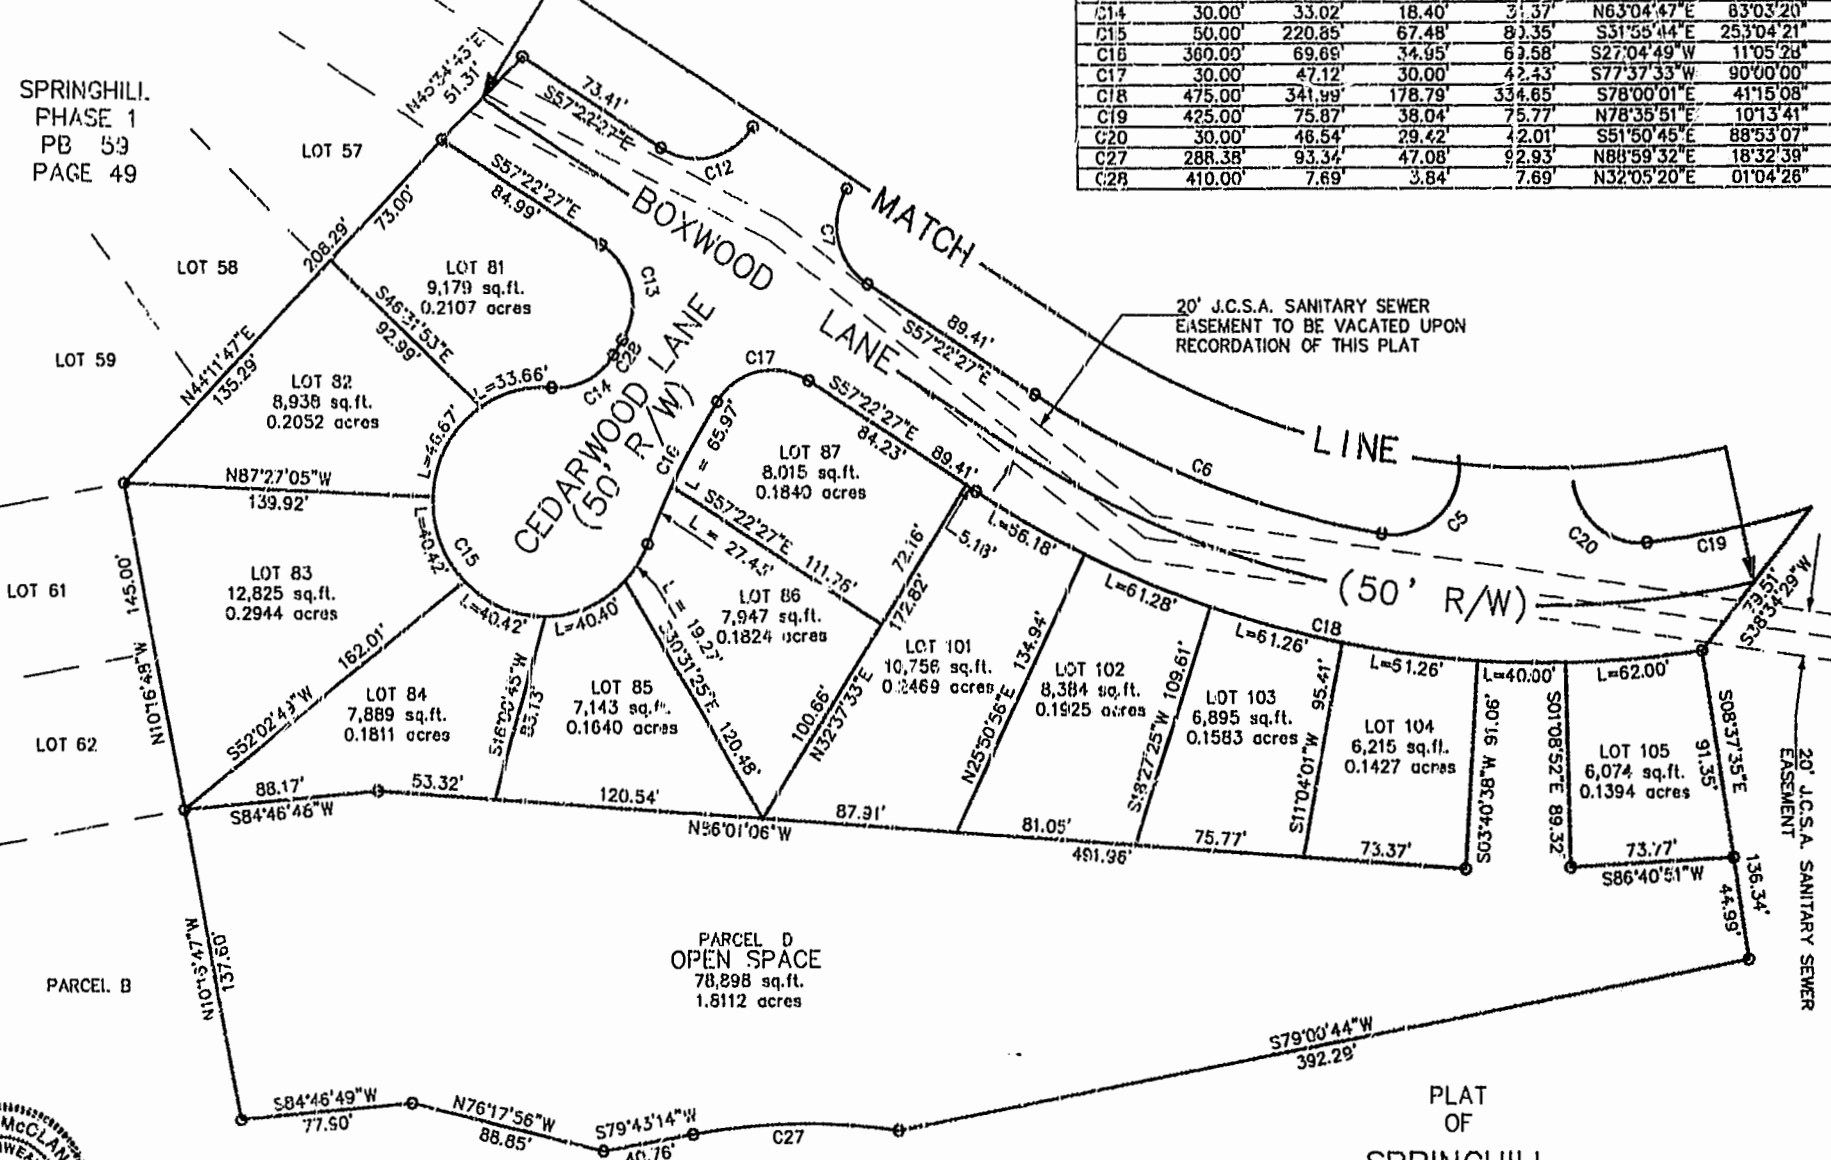 C14 30.00' 33.02' 18.40' N63°04'47"E 83°03'20"
C15 50.00' 220.85' 67.48' S31°55'44"E 253°04'21"
C16 360.00' 69.69' 34.95' 69.58' S27°04'49"W 11°05'28"
C17 30.00' 47.12' 30.00' 42.43' S77°37'33"W 90°00'00"
C18 475.00' 341.99' 178.79' 334.65' S78°00'01"E 41°15'08"
C19 425.00' 75.87' 38.04' 75.77' N78°35'51"E 10°13'41"
C20 30.00' 46.54' 29.42' 42.01' S51°50'45"E 88°53'07"
C27 288.38' 93.34' 47.08' 92.93' N88°59'32"E 18°32'39"
C28 410.00' 7.69' 3.84' 7.69' N32°05'20"E 01°04'26"
SPRINGHILL
PHASE 1
PB 59
PAGE 49
LOT 57
LOT 58
LOT 59
LOT 61
LOT 62
PARCEL B
51.31'
73.41'
S57°22'27"E
C12
C7
MATCH
LINE
S57°22'27"E
84.99'
BOXWOOD
LANE
(50' R/W)
73.00'
208.29'
N44°11'47"E
135.29'
LOT 81
9,179 sq.ft.
0.2107 acres
C13
C28
C14
S46°31'53"E
92.99'
L=33.66'
LOT 82
8,938 sq.ft.
0.2052 acres
L=46.67'
N87°27'05"W
139.92'
CEDARWOOD LANE
(50' R/W)
C17
C16
L = 65.97'
S57°22'27"E
84.23'
89.41'
LOT 87
8,015 sq.ft.
0.1840 acres
S57°22'27"E
111.76'
89.41'
S57°22'27"E
20' J.C.S.A. SANITARY SEWER
EASEMENT TO BE VACATED UPON
RECORDATION OF THIS PLAT
C6
C5
C20
C19
79.51'
S38°34'29"W
L=40.42'
C15
LOT 83
12,825 sq.ft.
0.2944 acres
145.00'
162.01'
S52°02'49"W
L=40.42'
L=40.40'
L = 27.45'
L = 19.27'
LOT 84
7,889 sq.ft.
0.1811 acres
83.13'
LOT 85
7,143 sq.ft.
0.1640 acres
S30°31'25"E
120.48'
LOT 86
7,947 sq.ft.
0.1824 acres
72.16'
172.82'
100.66'
N32°37'33"E
5.18'
L=56.18'
LOT 101
10,756 sq.ft.
0.2469 acres
134.94'
N25°50'56"E
L=61.28'
LOT 102
8,384 sq.ft.
0.1925 acres
S18°27'25"W 109.61'
L=61.26'
C18
LOT 103
6,895 sq.ft.
0.1583 acres
S11°04'01"W 95.41'
L=51.26'
LOT 104
6,215 sq.ft.
0.1427 acres
S03°40'38"W 91.06'
L=40.00'
L=62.00'
S01°08'52"E 89.32'
LOT 105
6,074 sq.ft.
0.1394 acres
S08°37'35"E
91.35'
73.77'
S86°40'51"W
136.34'
44.99'
20' J.C.S.A. SANITARY SEWER
EASEMENT
88.17'
53.32'
120.54'
87.91'
81.05'
75.77'
73.37'
491.96'
137.60'
PARCEL D
OPEN SPACE
78,898 sq.ft.
1.8112 acres
S84°46'49"W
77.90'
N76°17'56"W
88.85'
S79°43'14"W
C27
S79°00'44"W
392.29'
PLAT
OF
SPRINGHILL